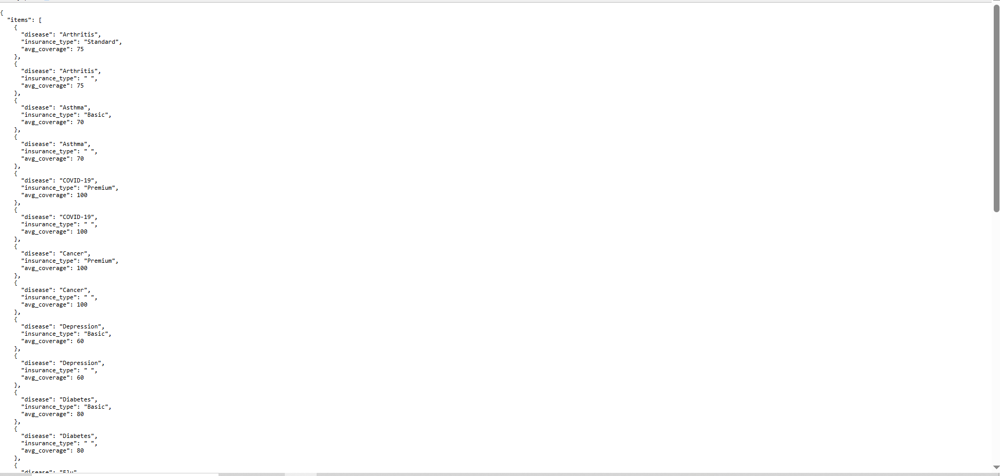 {
  "items": [
    {
      "disease": "Arthritis",
      "insurance_type": "Standard",
      "avg_coverage": 75
    },
    {
      "disease": "Arthritis",
      "insurance_type": " ",
      "avg_coverage": 75
    },
    {
      "disease": "Asthma",
      "insurance_type": "Basic",
      "avg_coverage": 70
    },
    {
      "disease": "Asthma",
      "insurance_type": " ",
      "avg_coverage": 70
    },
    {
      "disease": "COVID-19",
      "insurance_type": "Premium",
      "avg_coverage": 100
    },
    {
      "disease": "COVID-19",
      "insurance_type": " ",
      "avg_coverage": 100
    },
    {
      "disease": "Cancer",
      "insurance_type": "Premium",
      "avg_coverage": 100
    },
    {
      "disease": "Cancer",
      "insurance_type": " ",
      "avg_coverage": 100
    },
    {
      "disease": "Depression",
      "insurance_type": "Basic",
      "avg_coverage": 60
    },
    {
      "disease": "Depression",
      "insurance_type": " ",
      "avg_coverage": 60
    },
    {
      "disease": "Diabetes",
      "insurance_type": "Basic",
      "avg_coverage": 80
    },
    {
      "disease": "Diabetes",
      "insurance_type": " ",
      "avg_coverage": 80
    },
    {
      "disease": "Flu"